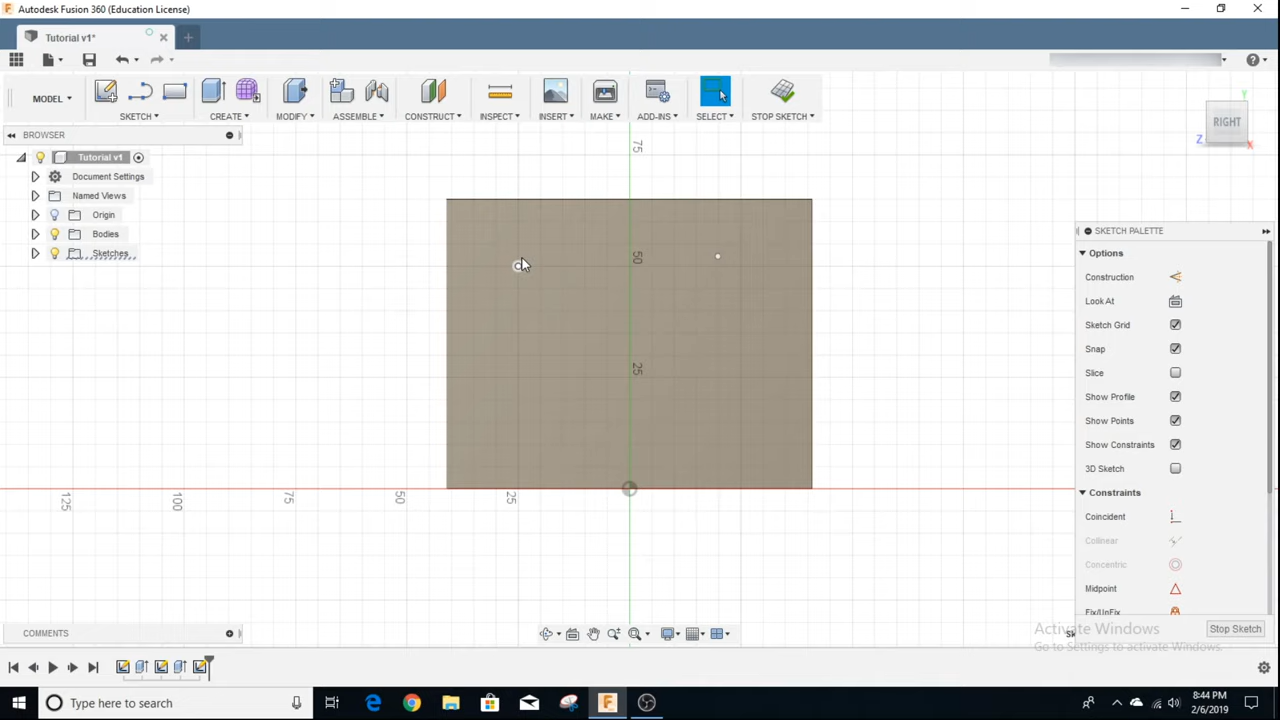 Autodesk Fusion 360 (Education License)
Tutorial v1*
MODEL
SKETCH
CREATE
MODIFY
ASSEMBLE
CONSTRUCT
INSPECT
INSERT
MAKE
ADD-INS
SELECT
STOP SKETCH
BROWSER
Tutorial v1
Document Settings
Named Views
Origin
Bodies
Sketches
75
50
25
125
100
75
50
25
Y
RIGHT
Z
X
SKETCH PALETTE
Options
Construction
Look At
Sketch Grid
Snap
Slice
Show Profile
Show Points
Show Constraints
3D Sketch
Constraints
Coincident
Collinear
Concentric
Midpoint
Fix/UnFix
Activate Windows
Go to Settings to activate Windows.
Stop Sketch
COMMENTS
Type here to search
8:44 PM
2/6/2019